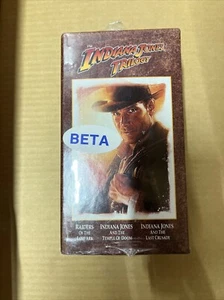 INDIANA JONES
TRILOGY
BETA
RAIDERS
OF THE
LOST ARK
INDIANA JONES
AND THE
TEMPLE OF DOOM
INDIANA JONES
AND THE
LAST CRUSADE